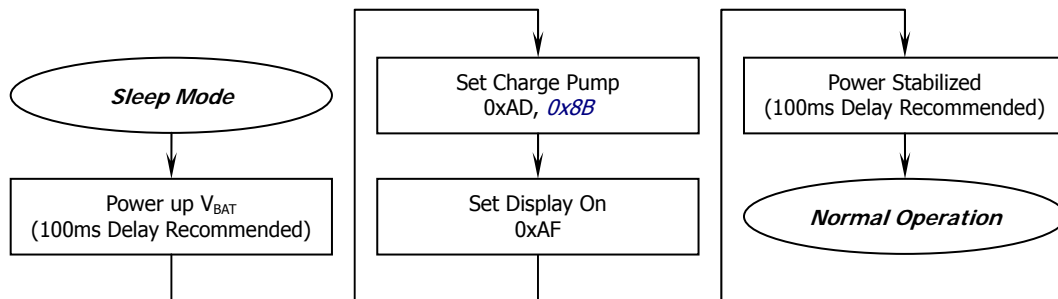 Sleep Mode
Power up VBAT
(100ms Delay Recommended)
Set Charge Pump
0xAD, 0x8B
Set Display On
0xAF
Power Stabilized
(100ms Delay Recommended)
Normal Operation